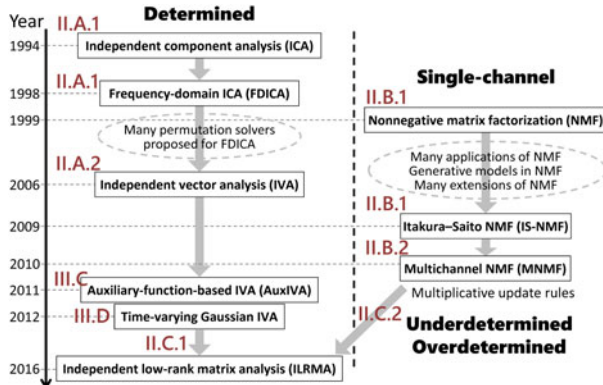 Year
Determined
II.A.1
1994
Independent component analysis (ICA)
II.A.1
Single-channel
1998
Frequency-domain ICA (FDICA)
II.B.1
1999
Nonnegative matrix factorization (NMF)
Many permutation solvers
proposed for FDICA
Many applications of NMF
Generative models in NMF
Many extensions of NMF
II.A.2
2006
Independent vector analysis (IVA)
II.B.1
2009
Itakura–Saito NMF (IS-NMF)
II.B.2
2010
Multichannel NMF (MNMF)
III.C
2011
Auxiliary-function-based IVA (AuxIVA)
Multiplicative update rules
III.D
2012
Time-varying Gaussian IVA
II.C.2
Underdetermined
Overdetermined
II.C.1
2016
Independent low-rank matrix analysis (ILRMA)